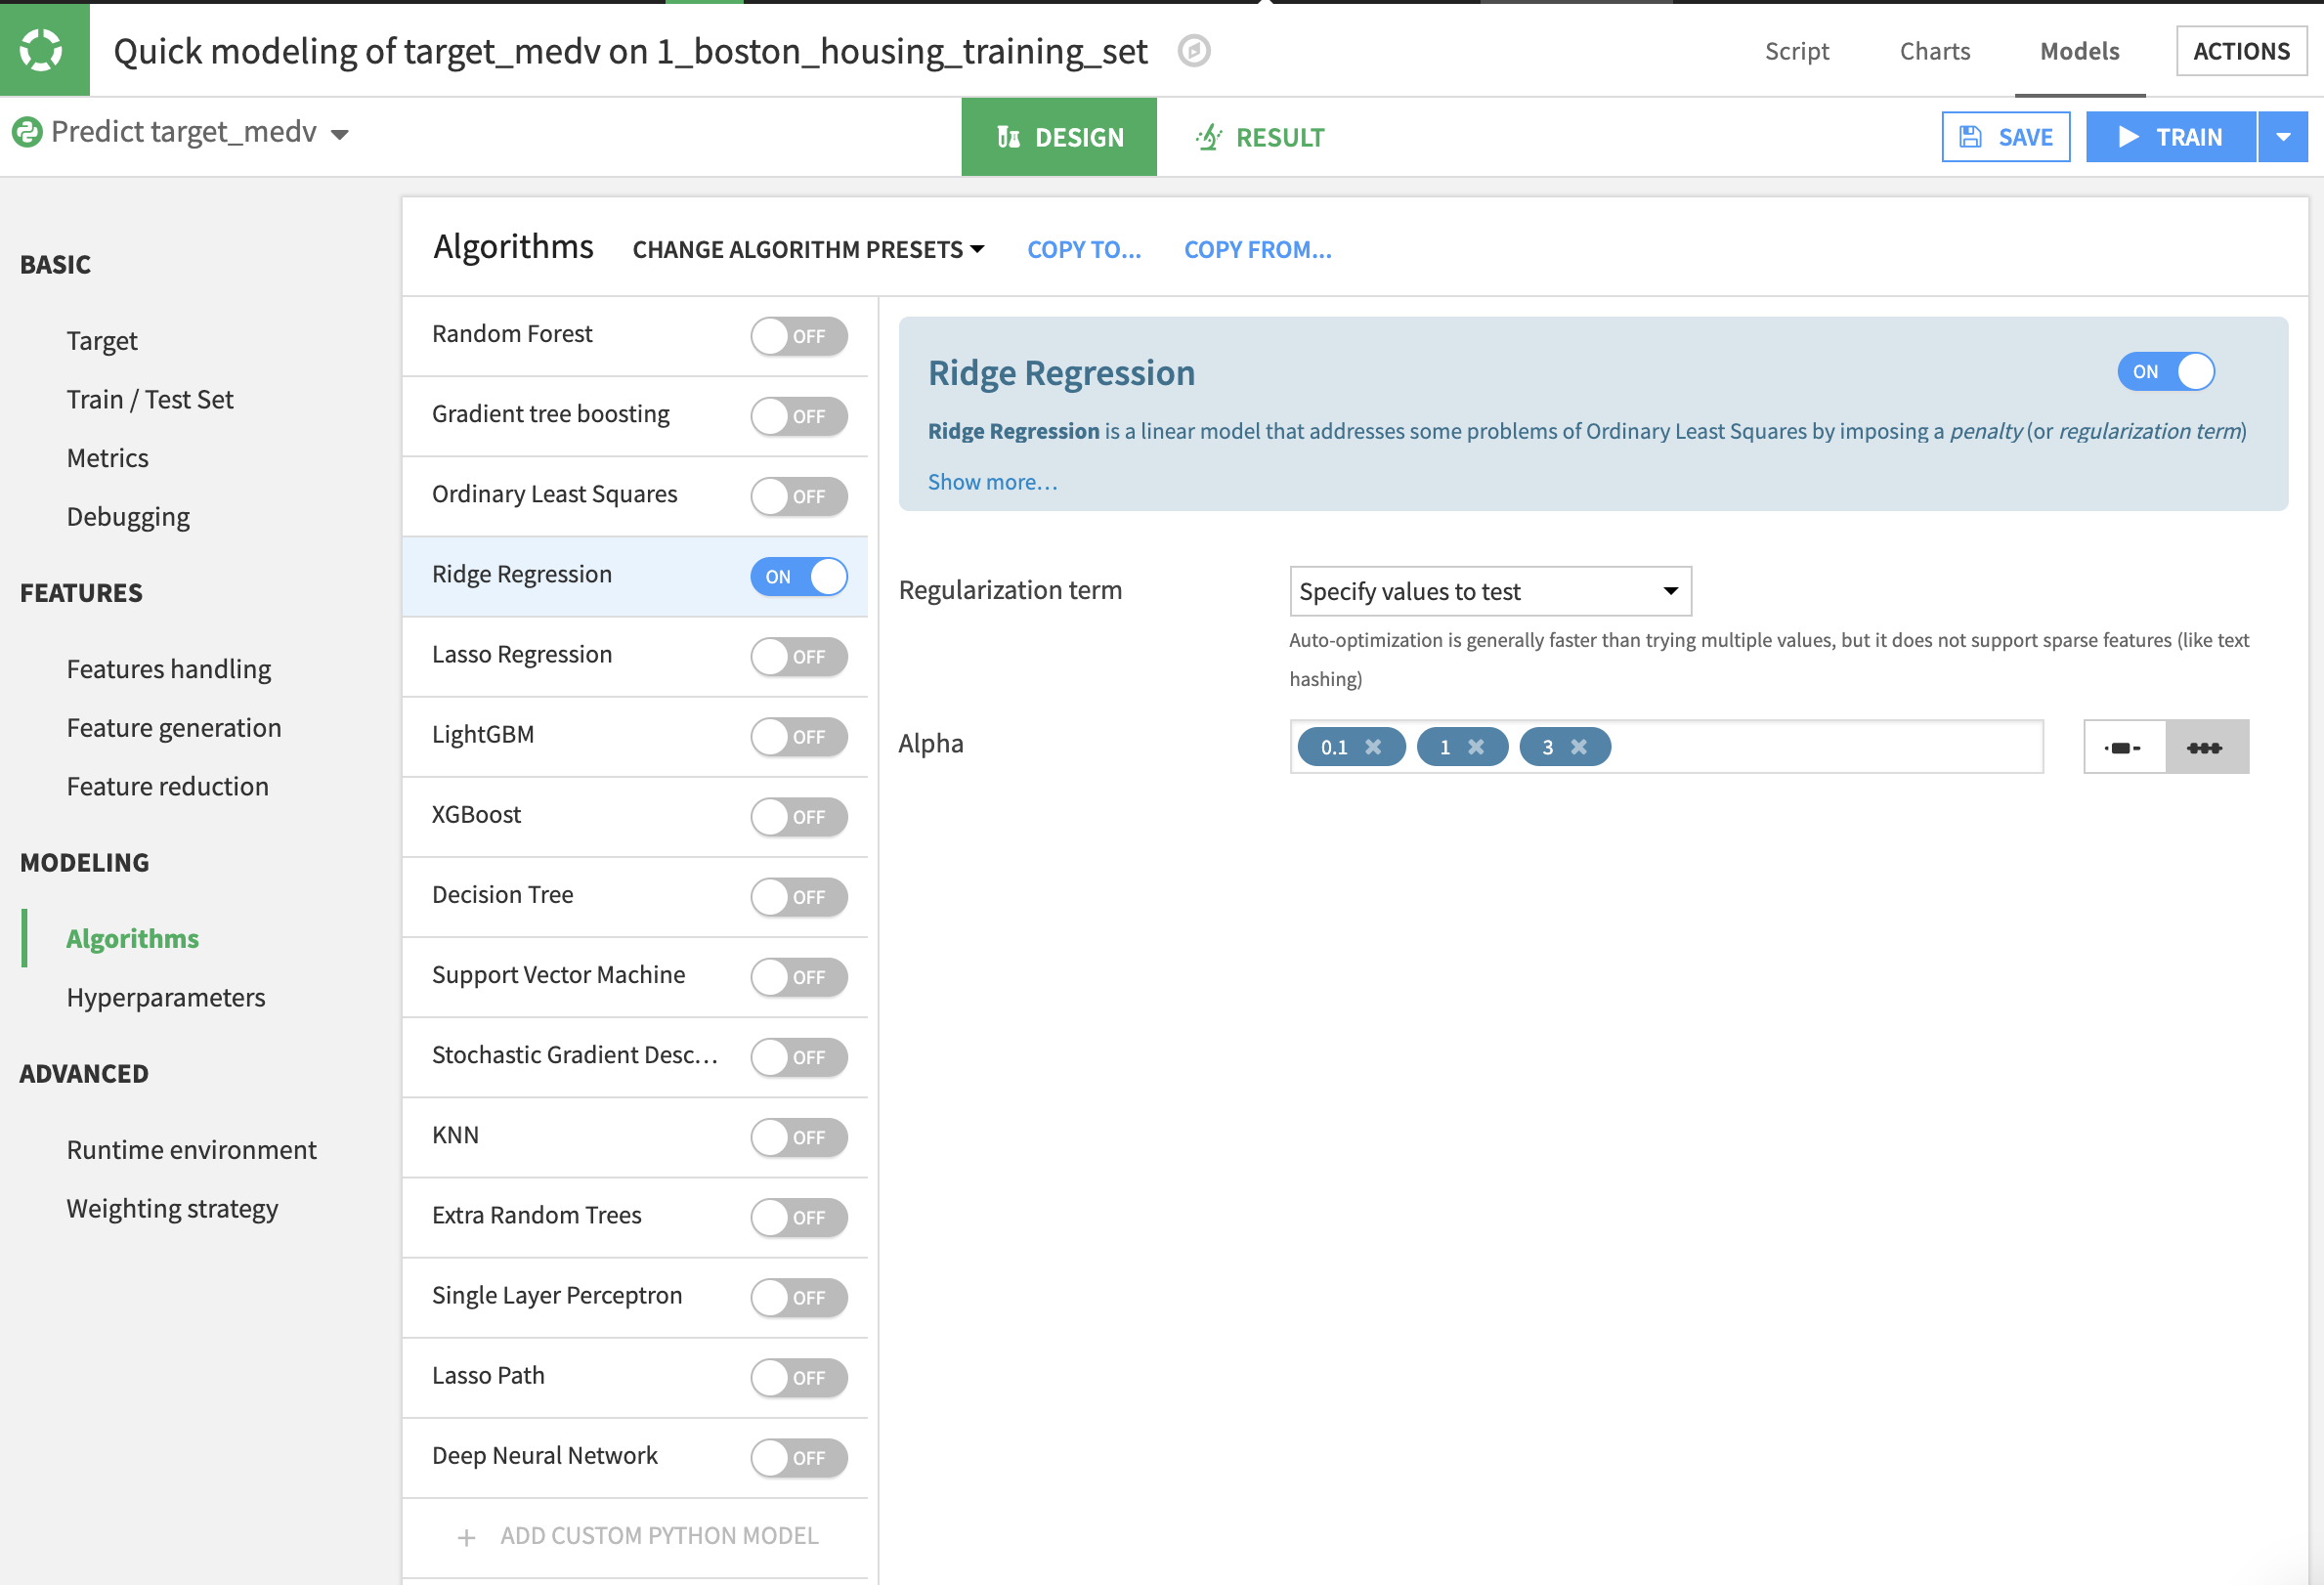 Quick modeling of target_medv on 1_boston_housing_training_set
Script
Charts
Models
ACTIONS
Predict target_medv
DESIGN
RESULT
SAVE
TRAIN
BASIC
Target
Train / Test Set
Metrics
Debugging
FEATURES
Features handling
Feature generation
Feature reduction
MODELING
Algorithms
Hyperparameters
ADVANCED
Runtime environment
Weighting strategy
Algorithms
CHANGE ALGORITHM PRESETS
COPY TO...
COPY FROM...
Random Forest OFF
Gradient tree boosting OFF
Ordinary Least Squares OFF
Ridge Regression ON
Lasso Regression OFF
LightGBM OFF
XGBoost OFF
Decision Tree OFF
Support Vector Machine OFF
Stochastic Gradient Desc... OFF
KNN OFF
Extra Random Trees OFF
Single Layer Perceptron OFF
Lasso Path OFF
Deep Neural Network OFF
+ ADD CUSTOM PYTHON MODEL
Ridge Regression ON
Ridge Regression is a linear model that addresses some problems of Ordinary Least Squares by imposing a penalty (or regularization term)
Show more...
Regularization term
Specify values to test
Auto-optimization is generally faster than trying multiple values, but it does not support sparse features (like text
hashing)
Alpha
0.1 1 3